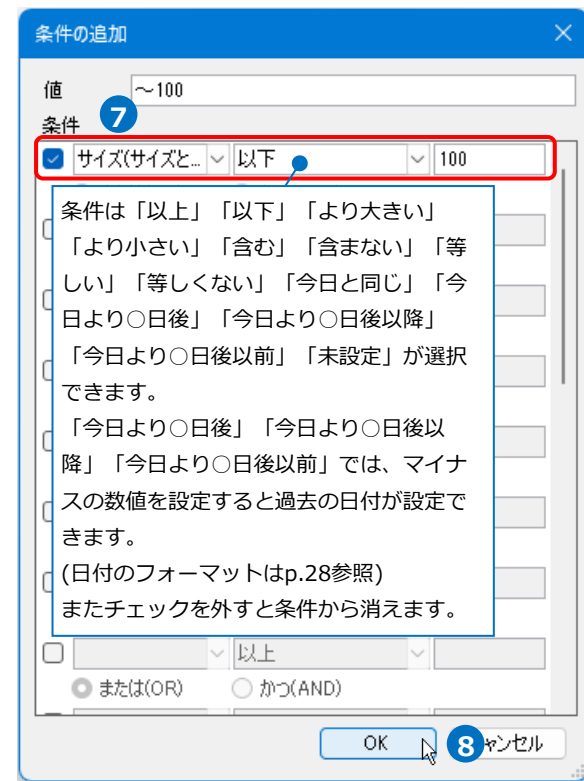 条件の追加
値 ～100
条件 7
サイズ(サイズと... 以下 100
条件は「以上」「以下」「より大きい」
「より小さい」「含む」「含まない」「等
しい」「等しくない」「今日と同じ」「今
日より○日後」「今日より○日後以降」
「今日より○日後以前」「未設定」が選択
できます。
「今日より○日後」「今日より○日後以
降」「今日より○日後以前」では、マイナ
スの数値を設定すると過去の日付が設定で
きます。
(日付のフォーマットはp.28参照)
またチェックを外すと条件から消えます。
以上
または(OR) かつ(AND)
OK 8 ャンセル